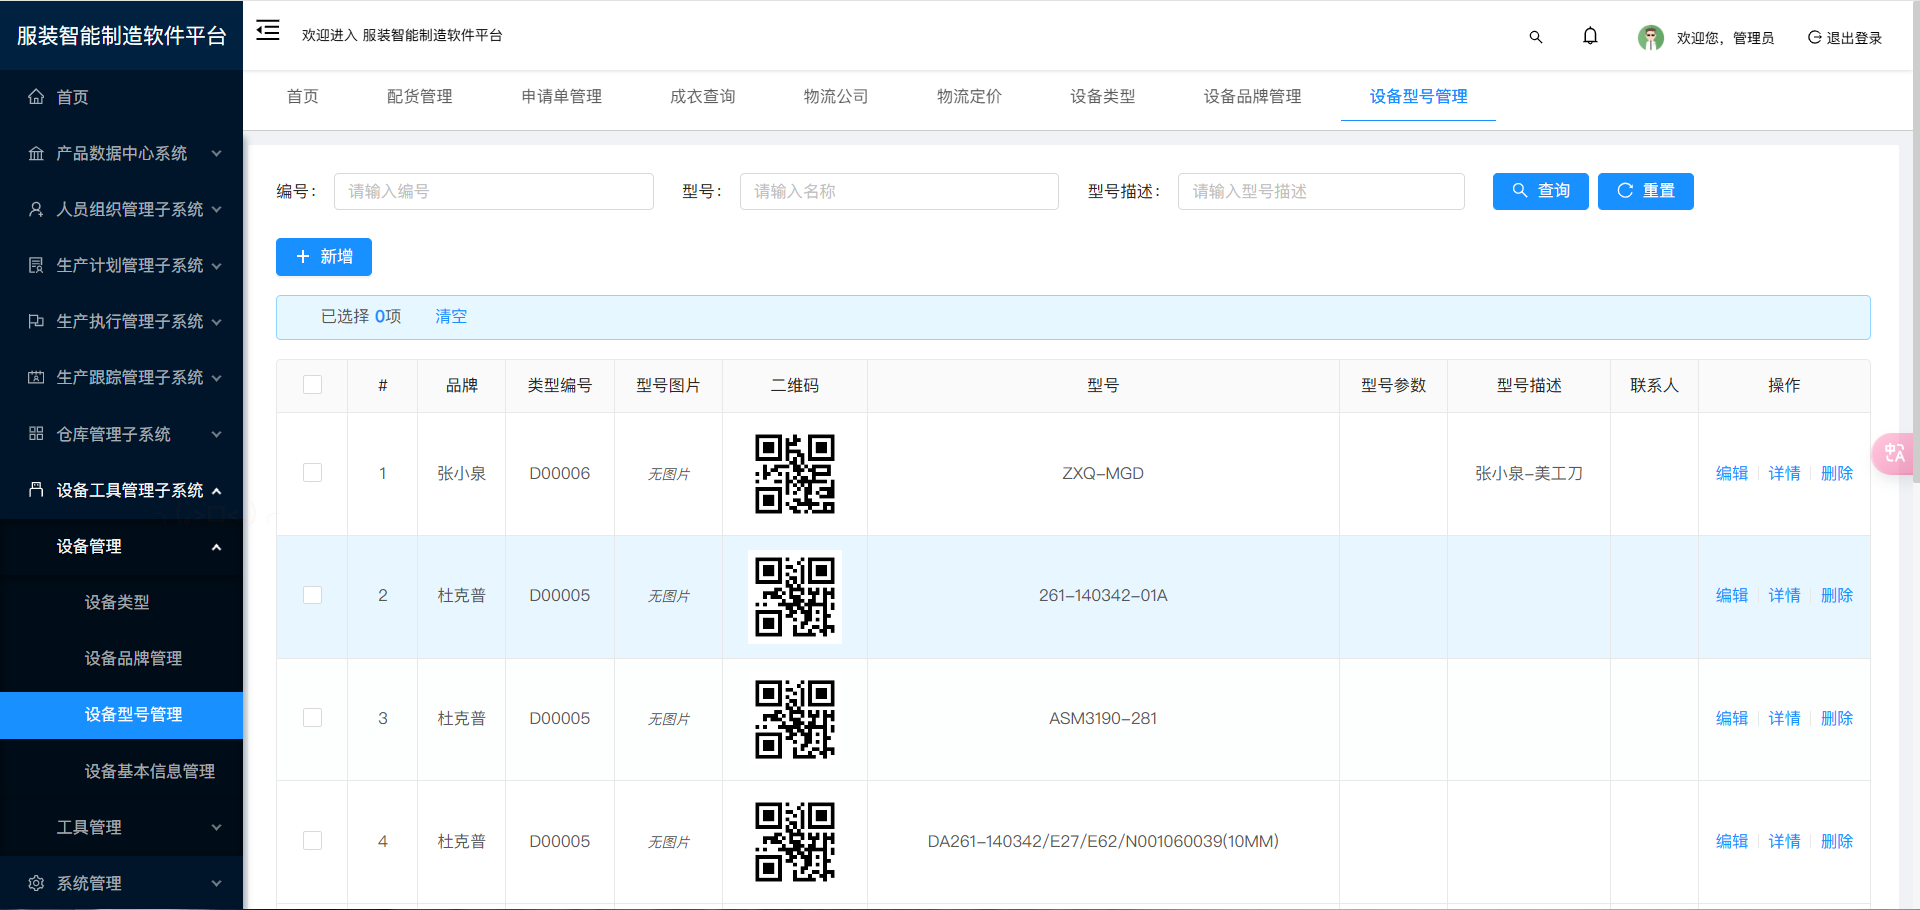 服装智能制造软件平台
欢迎进入 服装智能制造软件平台
欢迎您，管理员
退出登录
首页
产品数据中心系统
人员组织管理子系统
生产计划管理子系统
生产执行管理子系统
生产跟踪管理子系统
仓库管理子系统
设备工具管理子系统
设备管理
设备类型
设备品牌管理
设备型号管理
设备基本信息管理
工具管理
系统管理
首页 配货管理 申请单管理 成衣查询 物流公司 物流定价 设备类型 设备品牌管理 设备型号管理
编号： 请输入编号 型号： 请输入名称 型号描述： 请输入型号描述 查询 重置
新增
已选择 0项 清空
# 品牌 类型编号 型号图片 二维码 型号 型号参数 型号描述 联系人 操作
1 张小泉 D00006 无图片 ZXQ-MGD 张小泉-美工刀 编辑 详情 删除
2 杜克普 D00005 无图片 261-140342-01A 编辑 详情 删除
3 杜克普 D00005 无图片 ASM3190-281 编辑 详情 删除
4 杜克普 D00005 无图片 DA261-140342/E27/E62/N001060039(10MM) 编辑 详情 删除